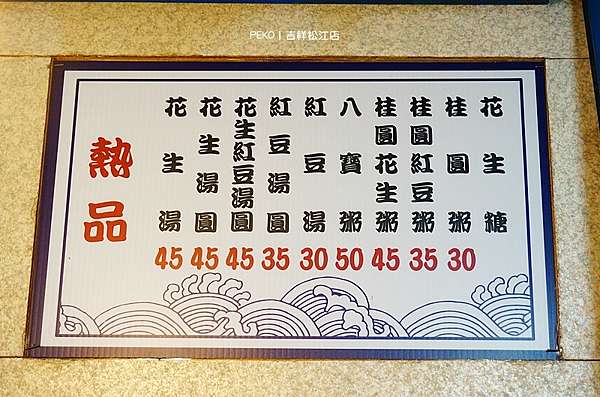 PEKO | 吉祥松江店
熱品
花生湯 45
花生湯圓 45
花生紅豆湯圓 45
紅豆湯圓 35
紅豆湯 30
八寶粥 50
桂圓花生粥 45
桂圓紅豆粥 35
桂圓粥 30
花生糖